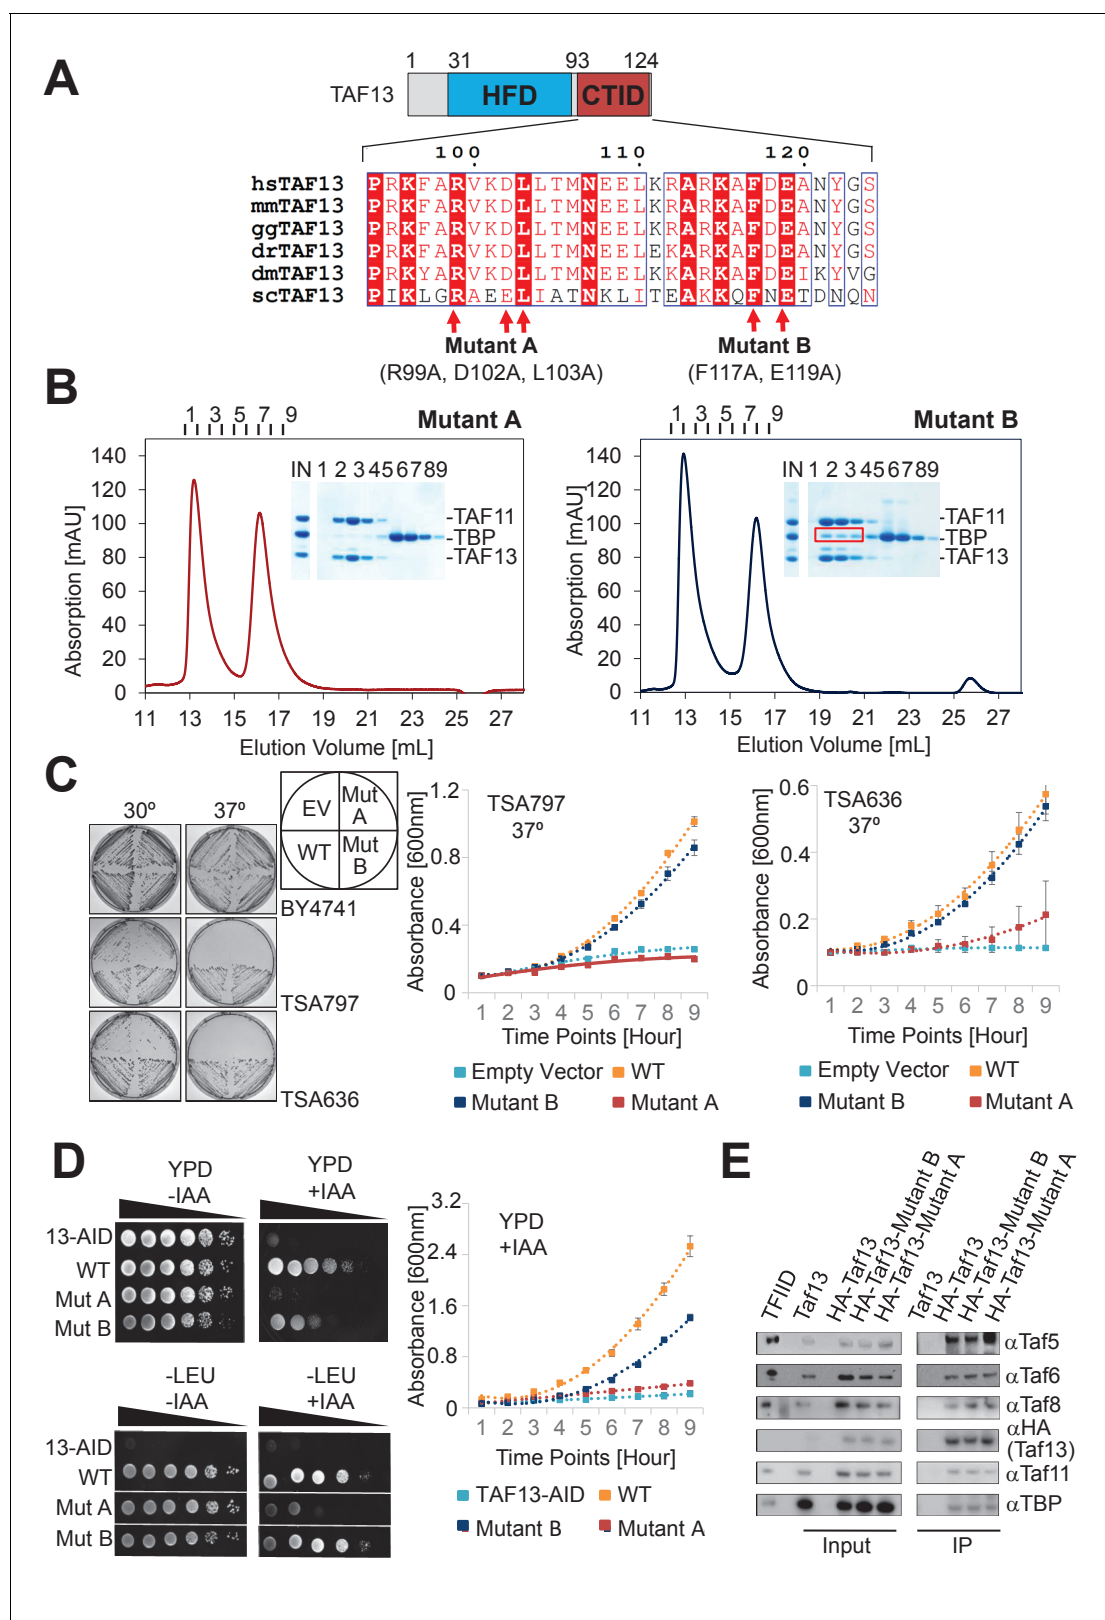 A
1 31 93 124
TAF13 HFD CTID
100 110 120
hsTAF13 PRKFARVKDLLTMNEELKRARKAFDEANYGS
mmTAF13 PRKFARVKDLLTMNEELKRARKAFDEANYGS
ggTAF13 PRKFARVKDLLTMNEELKRARKAFDEANYGS
drTAF13 PRKFARVKDLLTMNEELEKARKAFDEANYGS
dmTAF13 PRKYARVKDLLTMNEELKKARKAFDEIKYVG
scTAF13 PIKLGRAEELIATNKLITEAKKQFNETDNQN
Mutant A
(R99A, D102A, L103A)
Mutant B
(F117A, E119A)
B
1 3 5 7 9
Mutant A
IN 1 2 3 4 5 6 7 8 9
-TAF11
-TBP
-TAF13
140
120
100
80
60
40
20
0
Absorption [mAU]
11 13 15 17 19 21 23 25 27
Elution Volume [mL]
1 3 5 7 9
Mutant B
IN 1 2 3 4 5 6 7 8 9
-TAF11
-TBP
-TAF13
140
120
100
80
60
40
20
0
Absorption [mAU]
11 13 15 17 19 21 23 25 27
Elution Volume [mL]
C
30º 37º
EV Mut A
WT Mut B
BY4741
TSA797
TSA636
TSA797
37º
1.2
0.8
0.4
0
Absorbance [600nm]
1 2 3 4 5 6 7 8 9
Time Points [Hour]
Empty Vector WT
Mutant B Mutant A
TSA636
37º
0.6
0.4
0.2
0
Absorbance [600nm]
1 2 3 4 5 6 7 8 9
Time Points [Hour]
Empty Vector WT
Mutant B Mutant A
D
YPD
-IAA
YPD
+IAA
13-AID
WT
Mut A
Mut B
-LEU
-IAA
-LEU
+IAA
13-AID
WT
Mut A
Mut B
YPD
+IAA
3.2
2.4
1.6
0.8
0
Absorbance [600nm]
1 2 3 4 5 6 7 8 9
Time Points [Hour]
TAF13-AID WT
Mutant B Mutant A
E
TFIID
Taf13
HA-Taf13
HA-Taf13-Mutant B
HA-Taf13-Mutant A
Taf13
HA-Taf13
HA-Taf13-Mutant B
HA-Taf13-Mutant A
αTaf5
αTaf6
αTaf8
αHA
(Taf13)
αTaf11
αTBP
Input IP